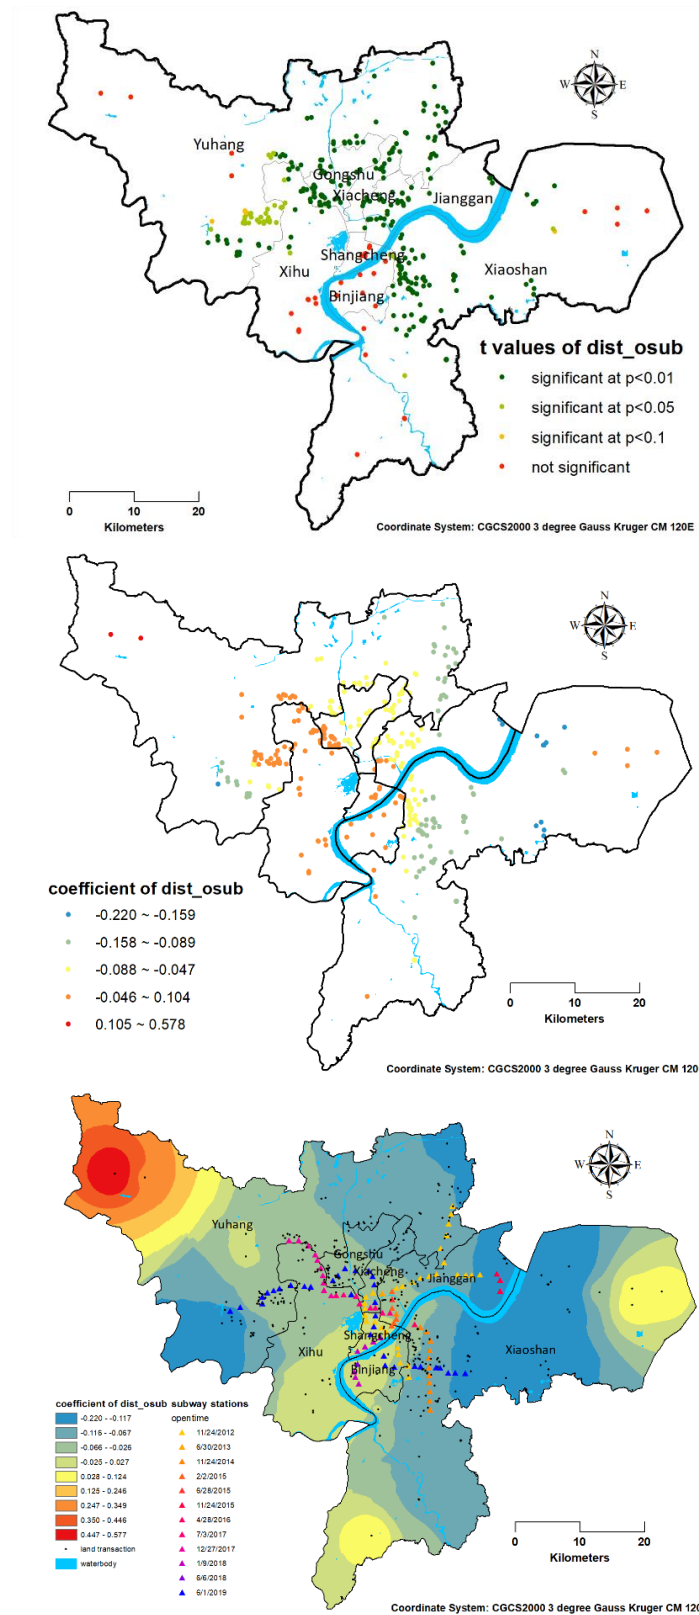 N
W E
S
Yuhang
Gongshu
Xiacheng
Jianggan
Shangcheng
Xihu
Xiaoshan
Binjiang
t values of dist_osub
significant at p<0.01
significant at p<0.05
significant at p<0.1
not significant
0 10 20
Kilometers
Coordinate System: CGCS2000 3 degree Gauss Kruger CM 120E
N
W E
S
coefficient of dist_osub
-0.220 ~ -0.159
-0.158 ~ -0.089
-0.088 ~ -0.047
-0.046 ~ 0.104
0.105 ~ 0.578
0 10 20
Kilometers
Coordinate System: CGCS2000 3 degree Gauss Kruger CM 120
N
W E
S
Yuhang
Gongshu
Xiacheng
Jianggan
Shangcheng
Xihu
Xiaoshan
Binjiang
coefficient of dist_osub subway stations
opentime
-0.220 - -0.117 11/24/2012
-0.116 - -0.067 6/30/2013
-0.066 - -0.026 11/24/2014
-0.025 - 0.027 2/2/2015
0.028 - 0.124 6/28/2015
0.125 - 0.246 11/24/2015
0.247 - 0.349 4/28/2016
0.350 - 0.446 7/3/2017
0.447 - 0.577 12/27/2017
land transaction 1/9/2018
waterbody 6/6/2018
6/1/2019
0 10 20
Kilometers
Coordinate System: CGCS2000 3 degree Gauss Kruger CM 120